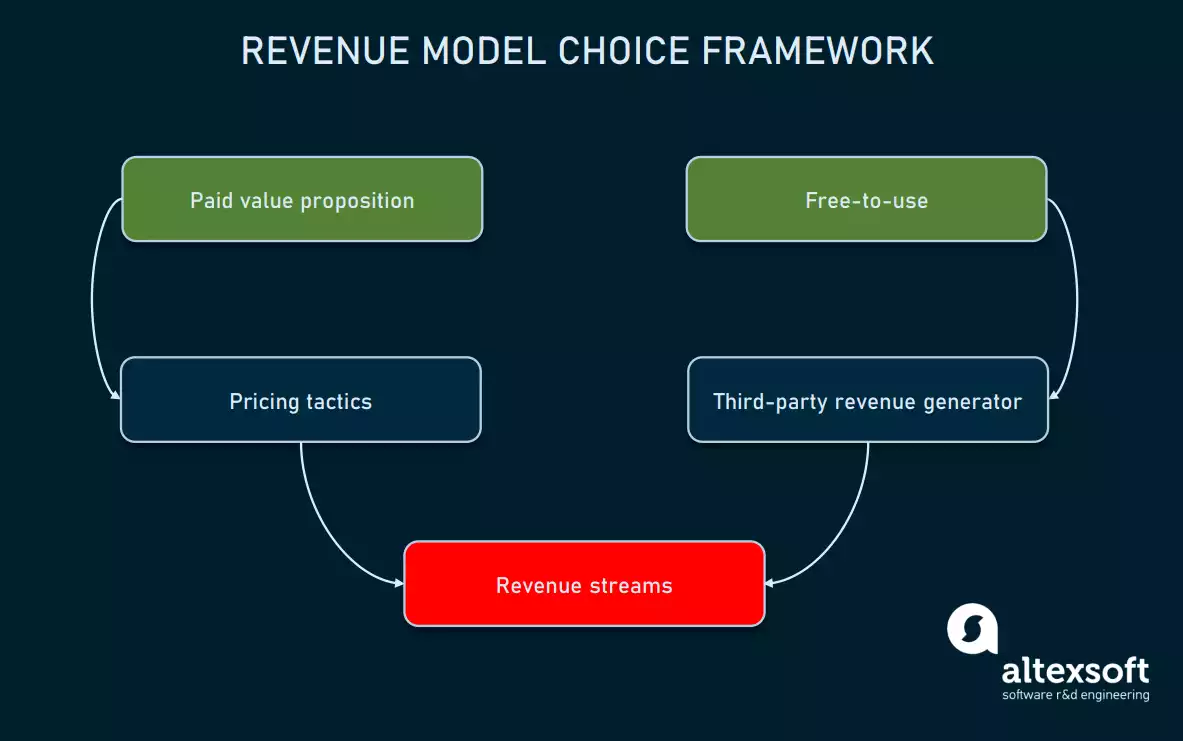 REVENUE MODEL CHOICE FRAMEWORK
Paid value proposition
Free-to-use
Pricing tactics
Third-party revenue generator
Revenue streams
altexsoft
software r&d engineering